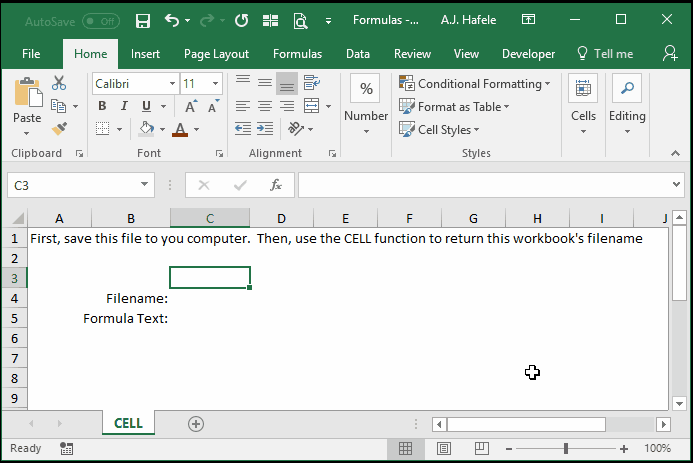 AutoSave Off Formulas -... A.J. Hafele
File Home Insert Page Layout Formulas Data Review View Developer Tell me
Calibri 11 % Conditional Formatting
Format as Table
Paste B I U A A Number Cells Editing
A Cell Styles
Clipboard Font Alignment Styles
C3 fx
A B C D E F G H I J
1 First, save this file to you computer. Then, use the CELL function to return this workbook's filename
2
3
4 Filename:
5 Formula Text:
6
7
8
9
CELL
Ready 100%